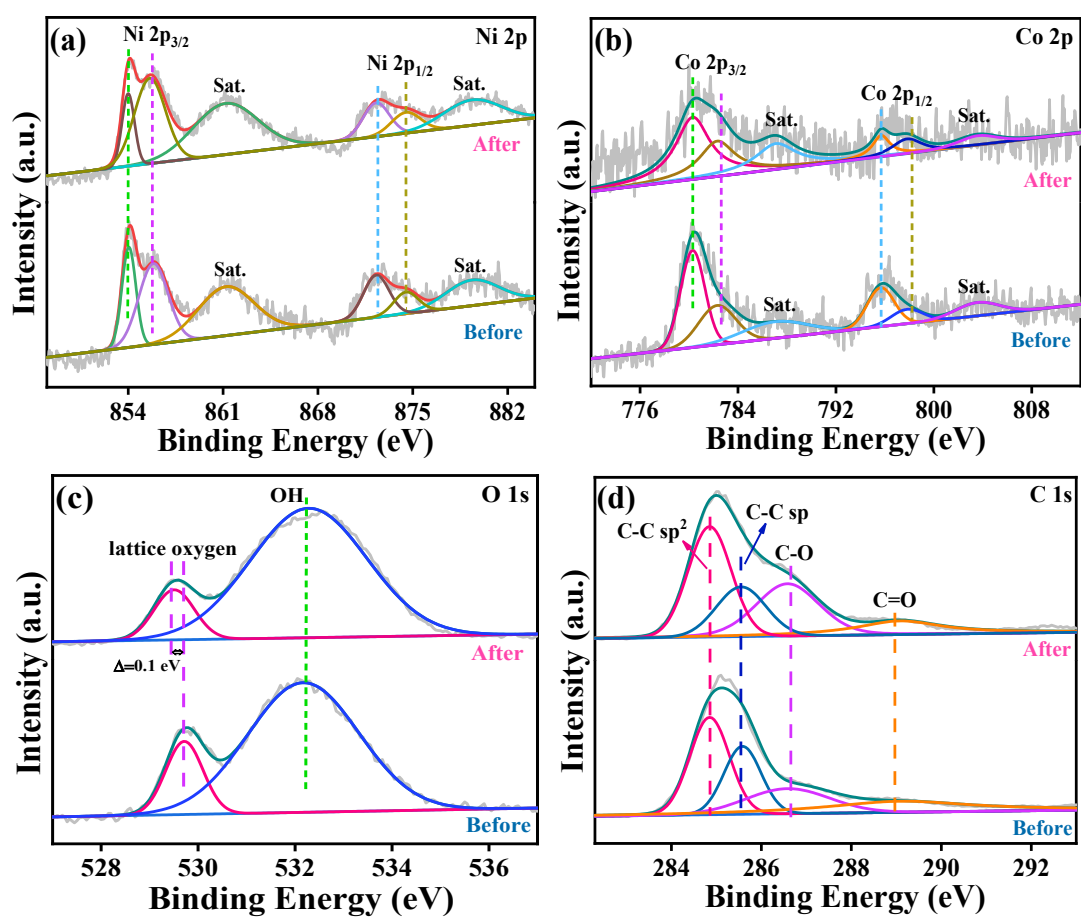 (a)
Ni 2p
Ni 2p3/2
Ni 2p1/2
Sat.
Sat.
After
Sat.
Sat.
Before
Intensity (a.u.)
854 861 868 875 882
Binding Energy (eV)
(b)
Co 2p
Co 2p3/2
Co 2p1/2
Sat.
Sat.
After
Sat.
Sat.
Before
Intensity (a.u.)
776 784 792 800 808
Binding Energy (eV)
(c)
O 1s
OH
lattice oxygen
After
Δ=0.1 eV
Before
Intensity (a.u.)
528 530 532 534 536
Binding Energy (eV)
(d)
C 1s
C-C sp
C-C sp²
C-O
C=O
After
Before
Intensity (a.u.)
284 286 288 290 292
Binding Energy (eV)